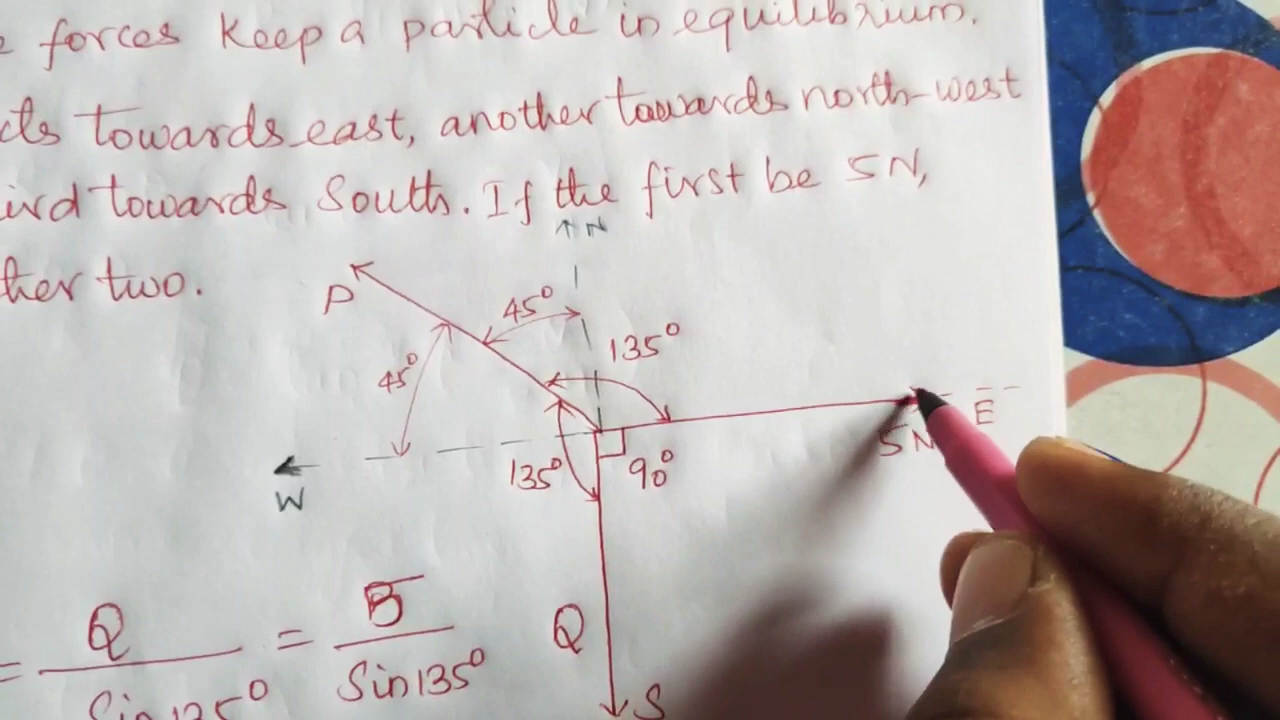 forces keep a particle in equilibrium.
cts towards east, another towards north-west
ird towards South. If the first be 5N,
her two.
N
P
45°
45°
135°
E
5N
W
135°
90°
Q
= Q/Sin135° = 5/Sin135°
S